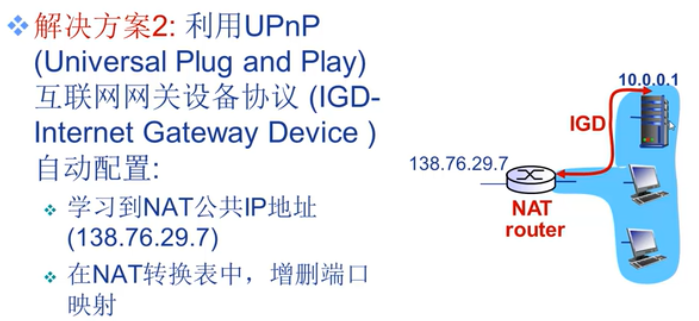 解决方案2: 利用UPnP
(Universal Plug and Play)
互联网网关设备协议 (IGD-
Internet Gateway Device )
自动配置:
学习到NAT公共IP地址
(138.76.29.7)
在NAT转换表中，增删端口
映射
10.0.0.1
IGD
138.76.29.7
NAT
router